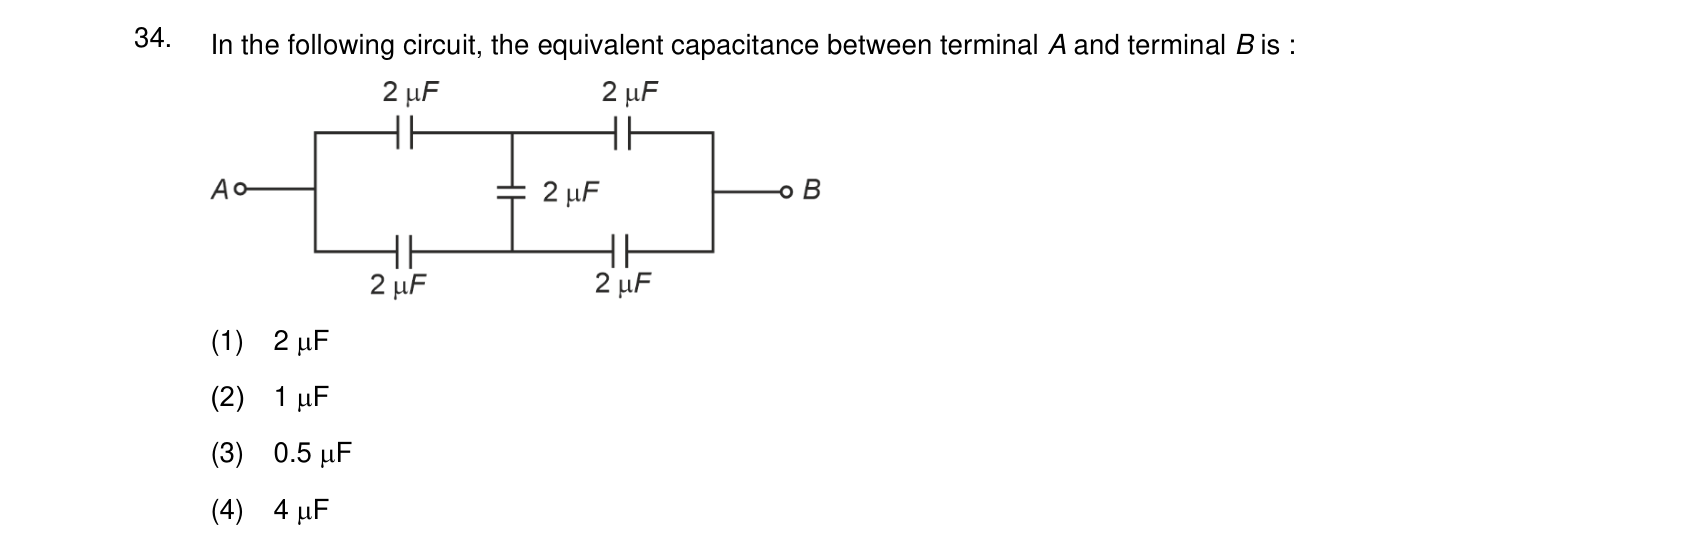 34. In the following circuit, the equivalent capacitance between terminal A and terminal B is :
2 μF 2 μF
A 2 μF B
2 μF 2 μF
(1) 2 μF
(2) 1 μF
(3) 0.5 μF
(4) 4 μF